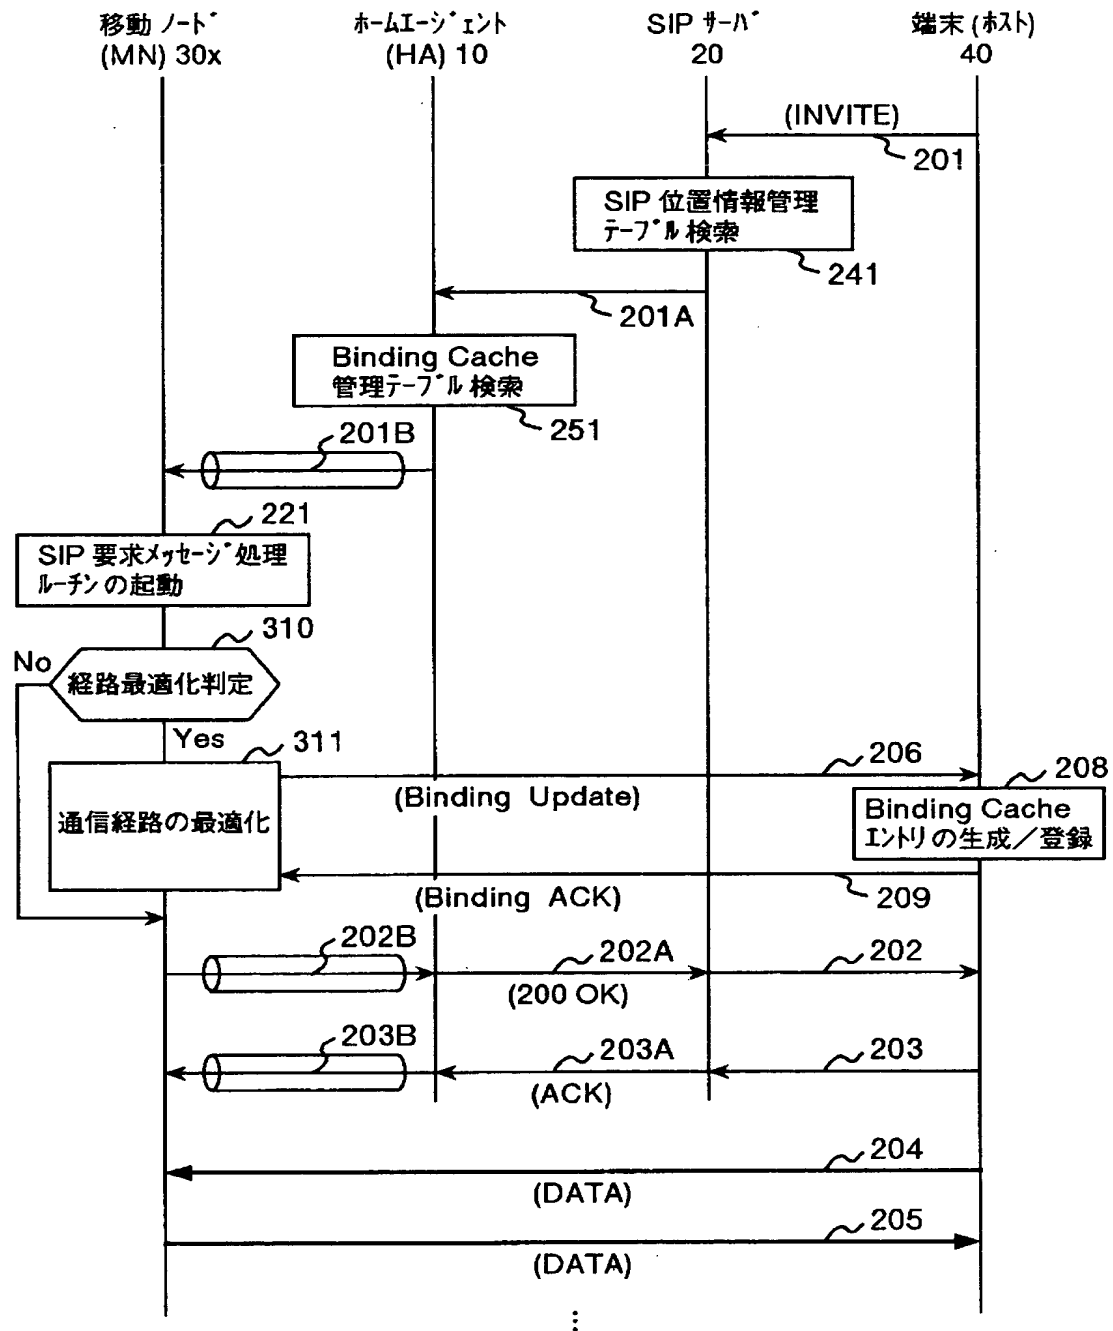 移動ノード
(MN) 30x
ホームエージェント
(HA) 10
SIP サーバ
20
端末 (ホスト)
40
(INVITE)
201
SIP 位置情報管理
テーブル検索
241
201A
Binding Cache
管理テーブル検索
251
201B
221
SIP 要求メッセージ処理
ルーチンの起動
310
No
経路最適化判定
Yes
311
通信経路の最適化
206
(Binding Update)
208
Binding Cache
エントリの生成／登録
(Binding ACK)
209
202B
202A
202
(200 OK)
203B
203A
203
(ACK)
204
(DATA)
205
(DATA)
⋮